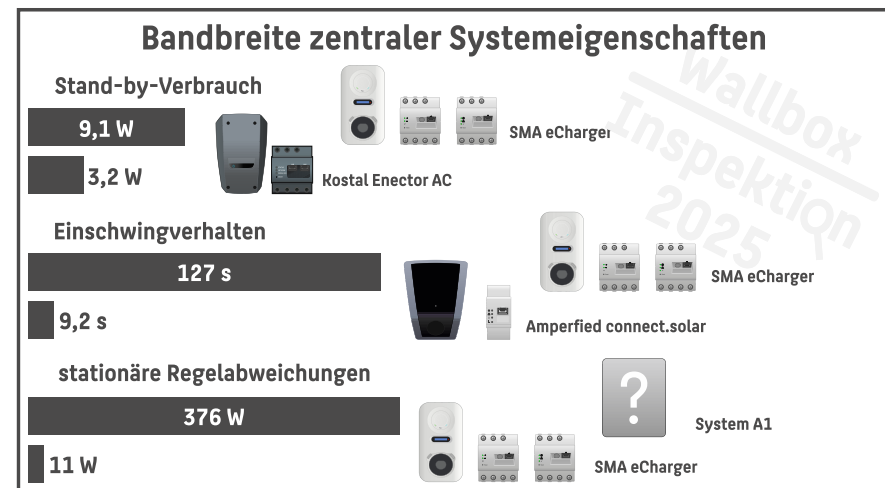 Bandbreite zentraler Systemeigenschaften
Wallbox
Inspektion
2025
Stand-by-Verbrauch
9,1 W
SMA eCharger
3,2 W
Kostal Enector AC
Einschwingverhalten
127 s
SMA eCharger
9,2 s
Amperfied connect.solar
stationäre Regelabweichungen
376 W
?
System A1
11 W
SMA eCharger